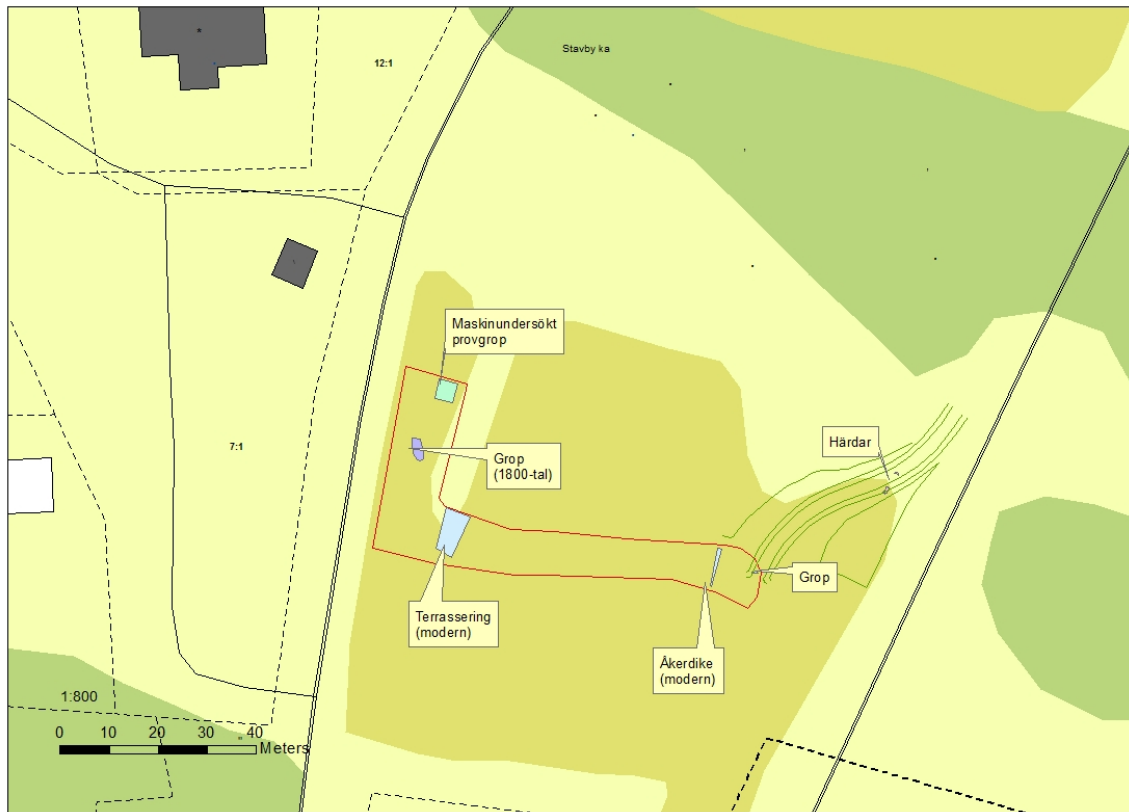 Stavby ka
12:1
Maskinundersökt
provgrop
Härdar
7:1
Grop
(1800-tal)
Grop
Terrassering
(modern)
Åkerdike
(modern)
1:800
0 10 20 30 40
Meters